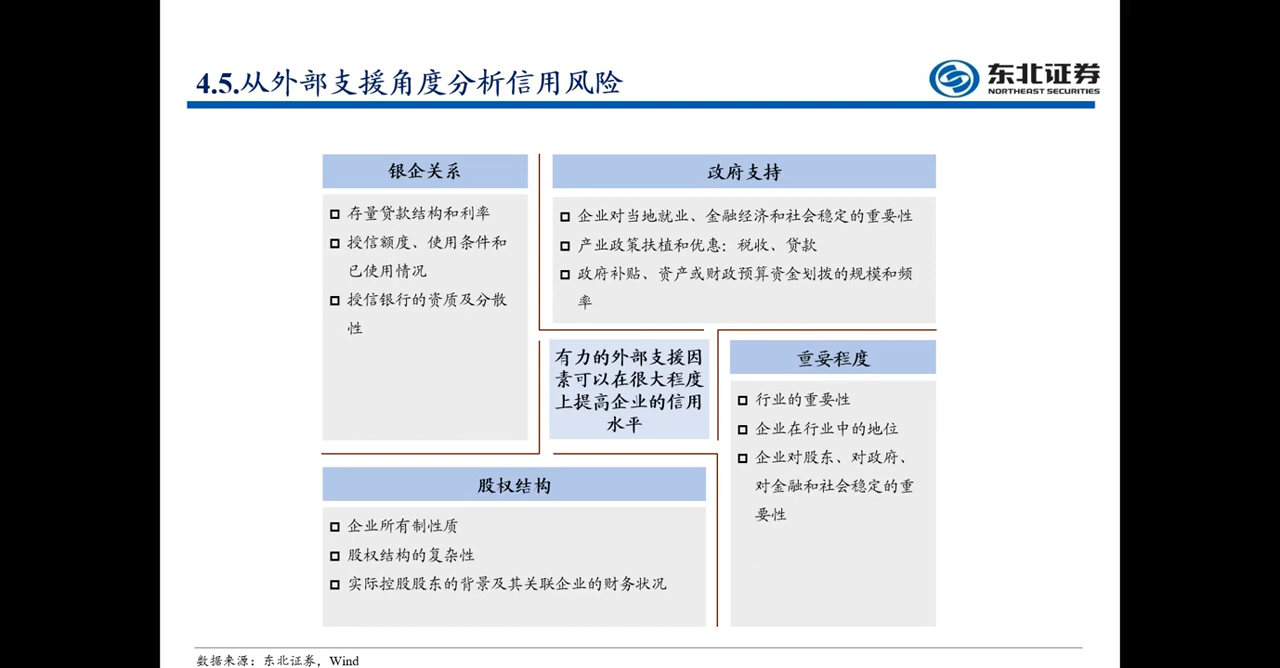 4.5.从外部支援角度分析信用风险
东北证券
NORTHEAST SECURITIES
银企关系
存量贷款结构和利率
授信额度、使用条件和
已使用情况
授信银行的资质及分散
性
政府支持
企业对当地就业、金融经济和社会稳定的重要性
产业政策扶植和优惠：税收、贷款
政府补贴、资产或财政预算资金划拨的规模和频
率
有力的外部支援因
素可以在很大程度
上提高企业的信用
水平
重要程度
行业的重要性
企业在行业中的地位
企业对股东、对政府、
对金融和社会稳定的重
要性
股权结构
企业所有制性质
股权结构的复杂性
实际控股股东的背景及其关联企业的财务状况
数据来源：东北证券，Wind